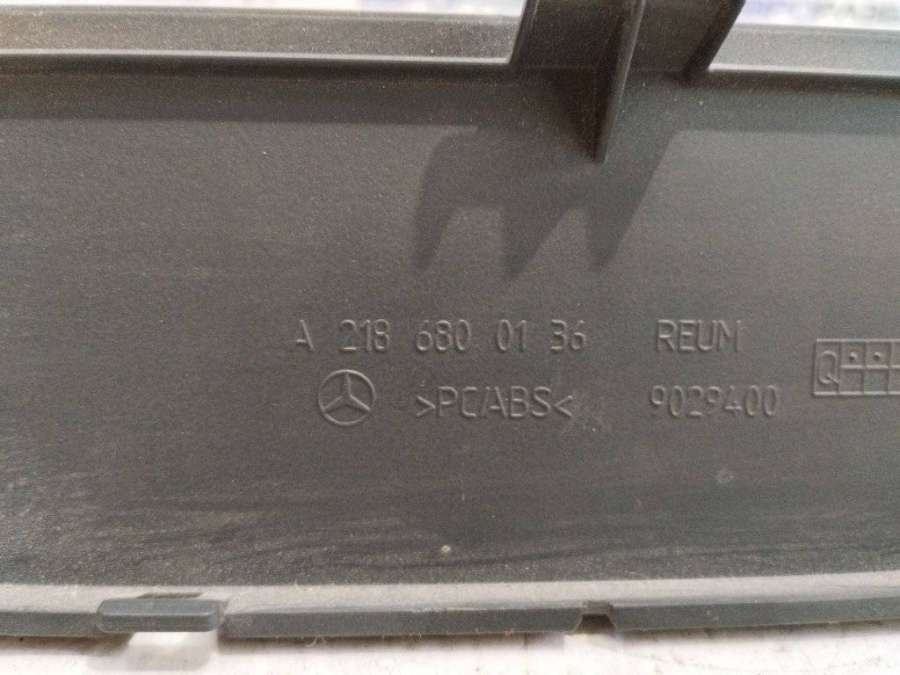 A 218 680 01 36 REUM
>PC/ABS< 9029400
Q